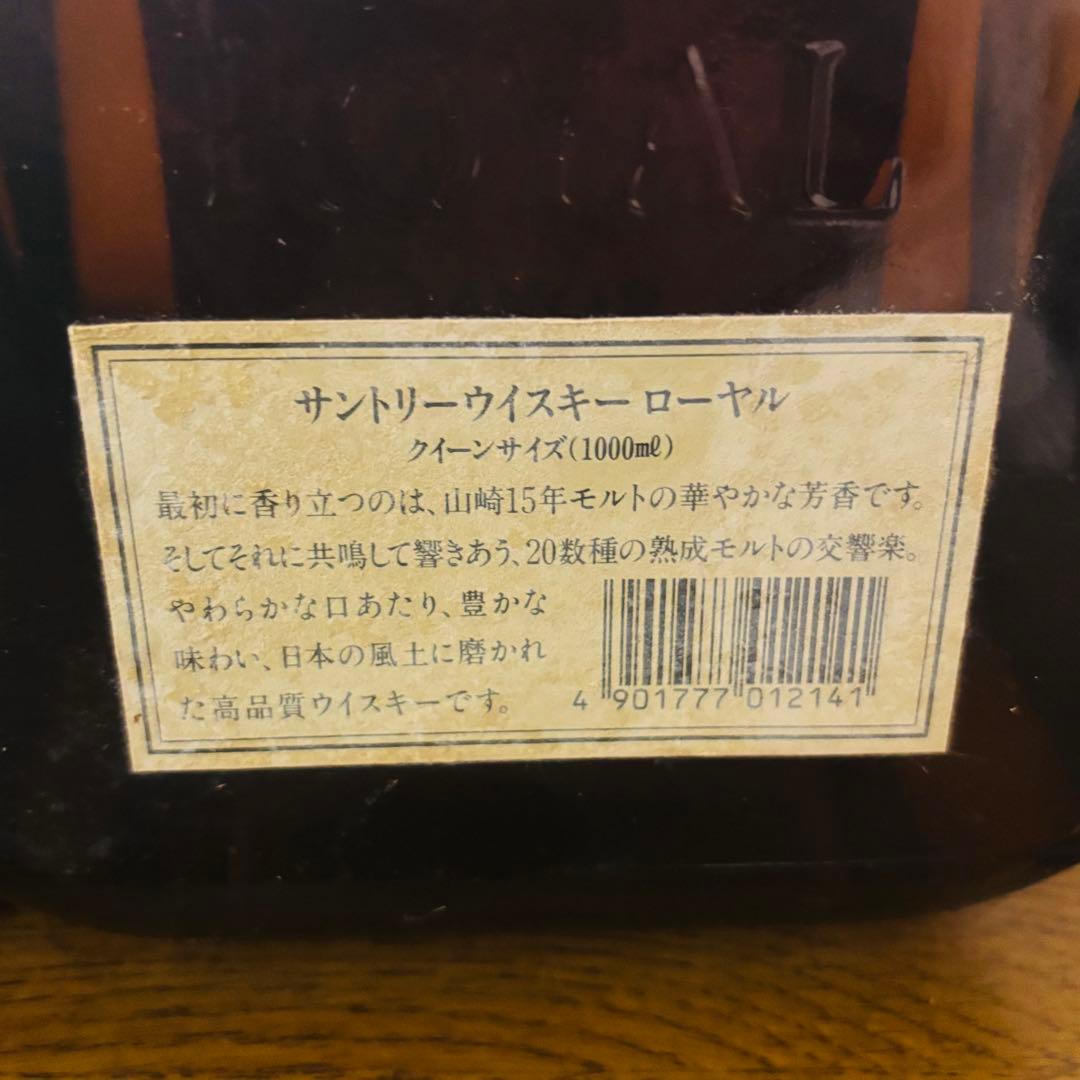 ROYAL
サントリーウイスキー ローヤル
クイーンサイズ(1000㎖)
最初に香り立つのは、山崎15年モルトの華やかな芳香です。
そしてそれに共鳴して響きあう、20数種の熟成モルトの交響楽。
やわらかな口あたり、豊かな
味わい、日本の風土に磨かれ
た高品質ウイスキーです。
4 901777 012141